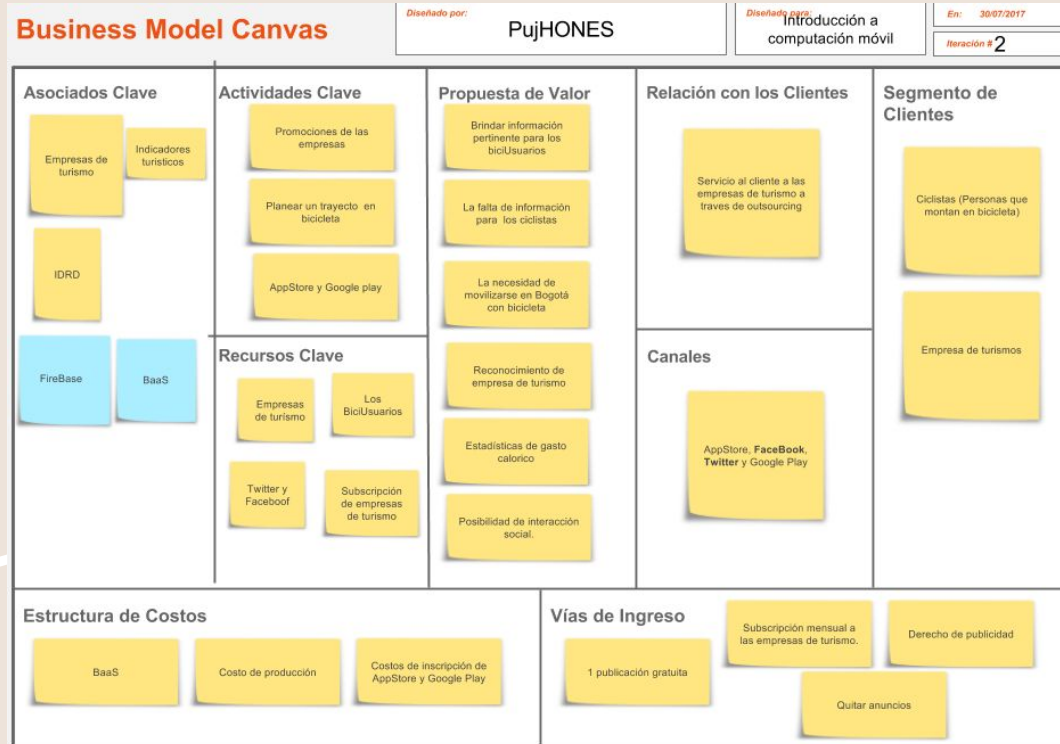 Business Model Canvas
Diseñado por:
PujHONES
Diseñado para:
Introducción a
computación móvil
En: 30/07/2017
Iteración # 2
Asociados Clave
Empresas de
turismo
Indicadores
turisticos
IDRD
FireBase
BaaS
Actividades Clave
Promociones de las
empresas
Planear un trayecto en
bicicleta
AppStore y Google play
Recursos Clave
Empresas
de turísmo
Los
BiciUsuarios
Twitter y
Faceboof
Subscripción
de empresas
de turismo
Propuesta de Valor
Brindar información
pertinente para los
biciUsuarios
La falta de información
para los ciclistas
La necesidad de
movilizarse en Bogotá
con bicicleta
Reconocimiento de
empresa de turismo
Estadísticas de gasto
calorico
Posibilidad de interacción
social.
Relación con los Clientes
Servicio al cliente a las
empresas de turismo a
traves de outsourcing
Canales
AppStore, FaceBook,
Twitter y Google Play
Segmento de
Clientes
Ciclistas (Personas que
montan en bicicleta)
Empresa de turismos
Estructura de Costos
BaaS
Costo de producción
Costos de inscripción de
AppStore y Google Play
Vías de Ingreso
1 publicación gratuita
Subscripción mensual a
las empresas de turismo.
Derecho de publicidad
Quitar anuncios